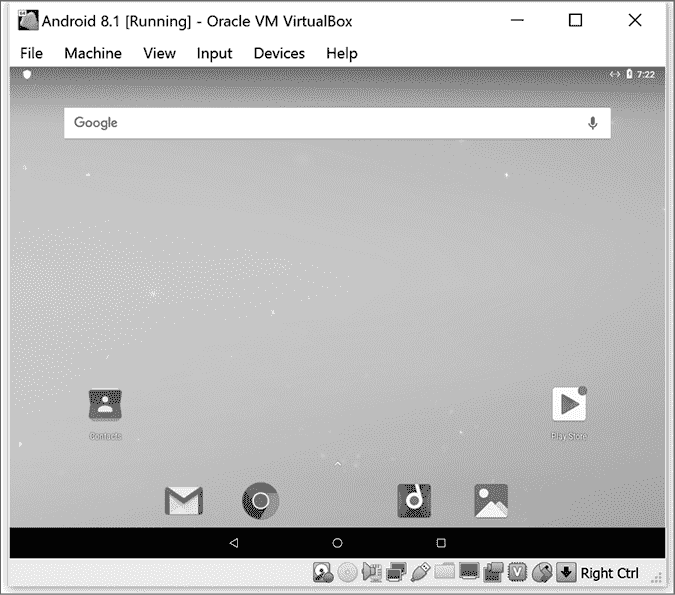 Android 8.1 [Running] - Oracle VM VirtualBox
File Machine View Input Devices Help
7:22
Google
Contacts Play Store
Right Ctrl